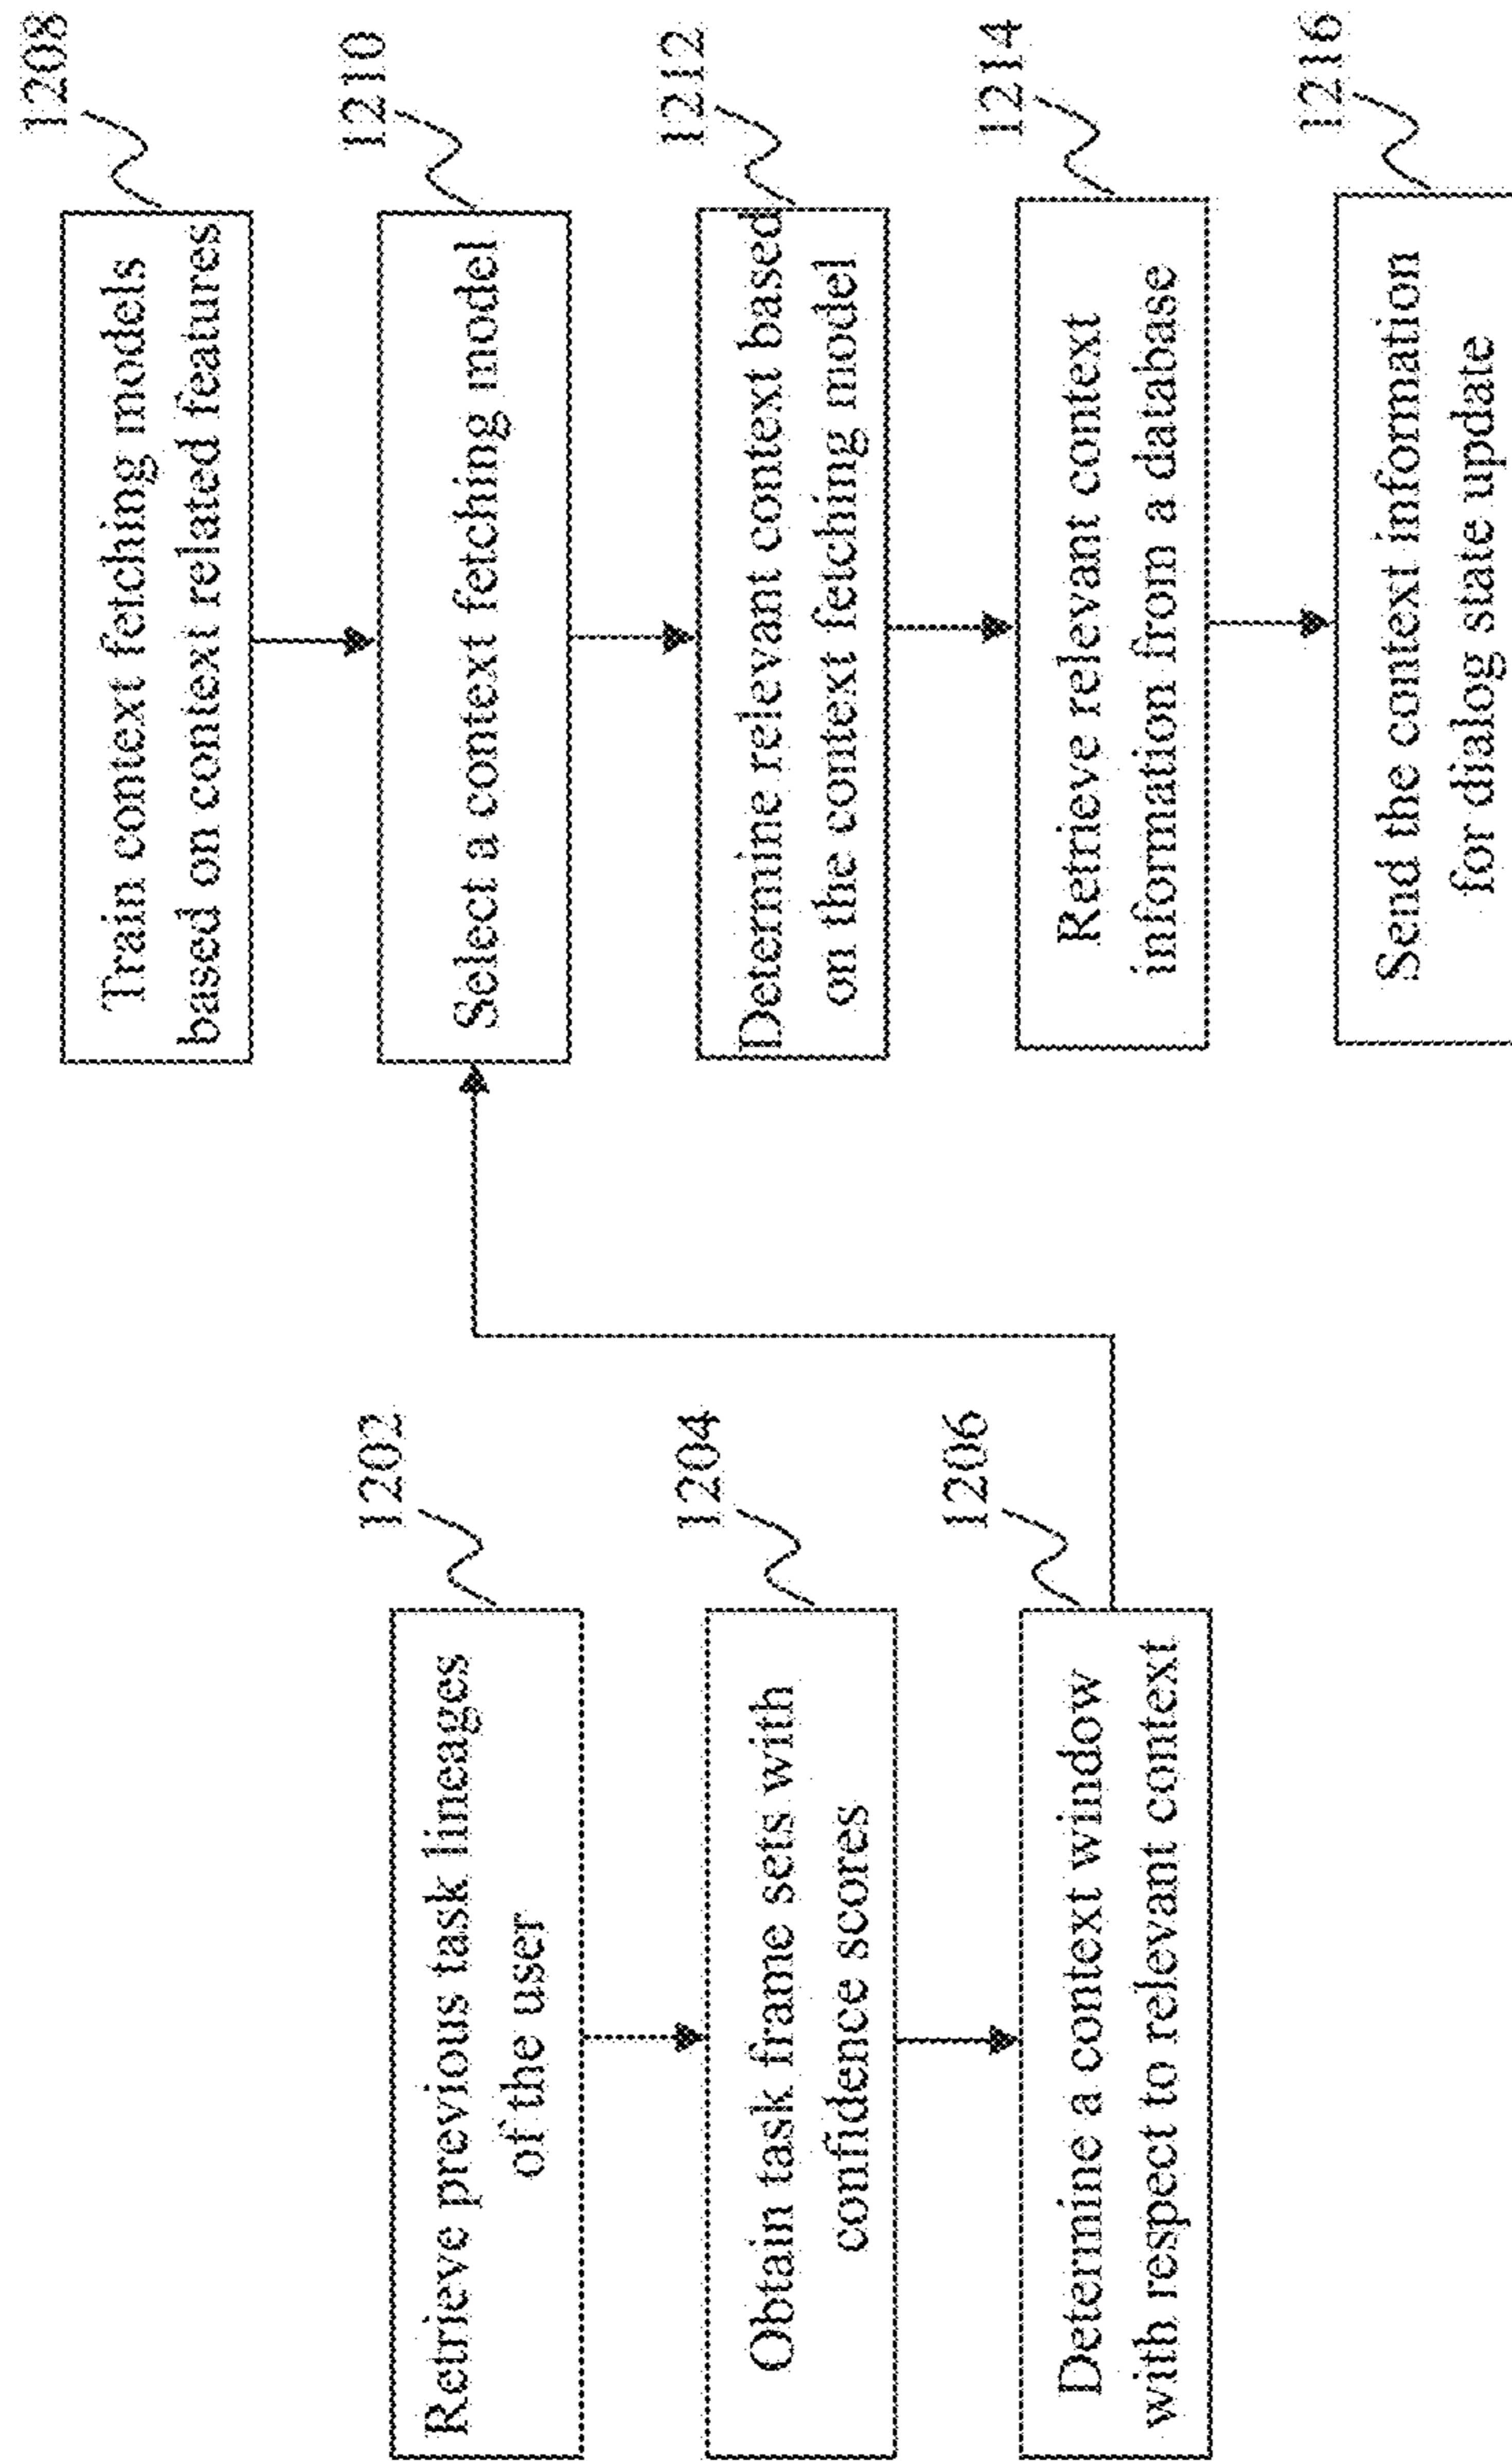 1202
Retrieve previous task lineages
of the user
1204
Obtain task frame sets with
confidence scores
1206
Determine a context window
with respect to relevant context
1208
Train context fetching models
based on context related features
1210
Select a context fetching model
1212
Determine relevant context based
on the context fetching model
1214
Retrieve relevant context
information from a database
1216
Send the context information
for dialog state update